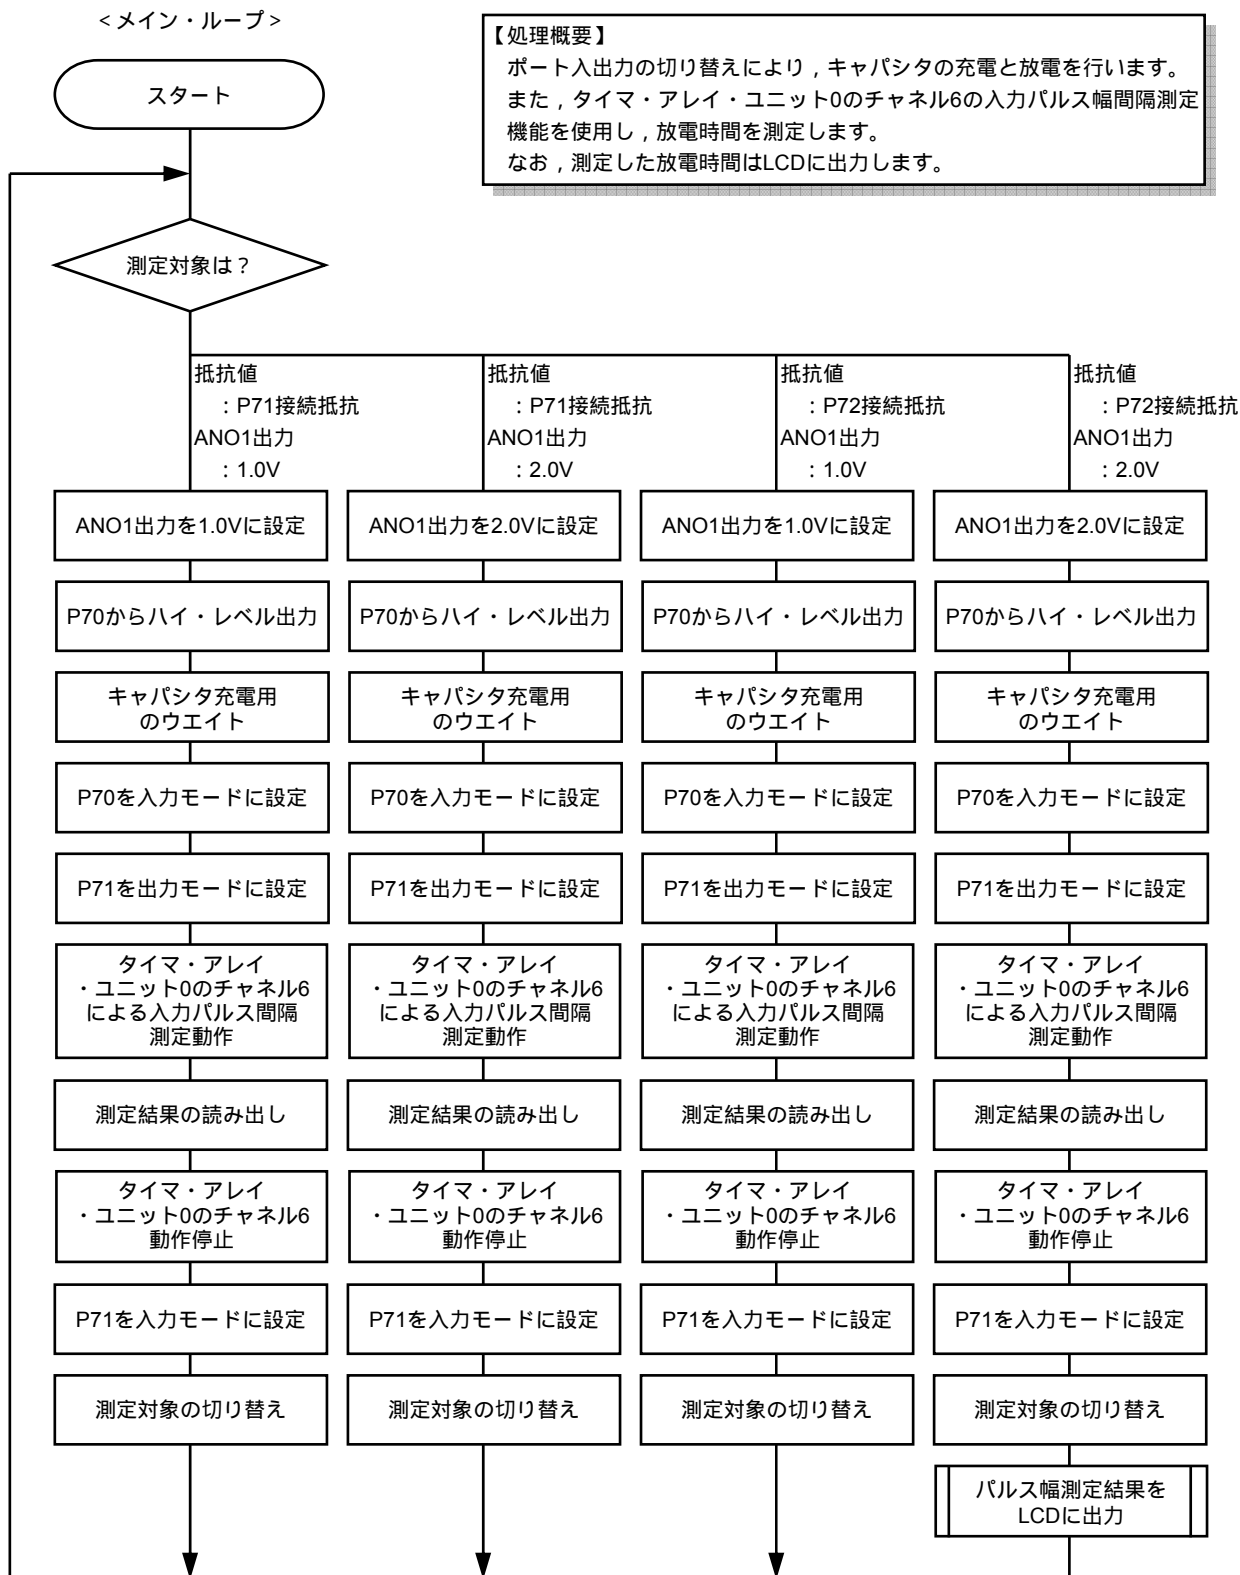 ＜メイン・ループ＞
【処理概要】
ポート入出力の切り替えにより，キャパシタの充電と放電を行います。
また，タイマ・アレイ・ユニット0のチャネル6の入力パルス幅間隔測定
機能を使用し，放電時間を測定します。
なお，測定した放電時間はLCDに出力します。
スタート
測定対象は？
抵抗値
：P71接続抵抗
ANO1出力
：1.0V
抵抗値
：P71接続抵抗
ANO1出力
：2.0V
抵抗値
：P72接続抵抗
ANO1出力
：1.0V
抵抗値
：P72接続抵抗
ANO1出力
：2.0V
ANO1出力を1.0Vに設定
ANO1出力を2.0Vに設定
ANO1出力を1.0Vに設定
ANO1出力を2.0Vに設定
P70からハイ・レベル出力
P70からハイ・レベル出力
P70からハイ・レベル出力
P70からハイ・レベル出力
キャパシタ充電用
のウエイト
キャパシタ充電用
のウエイト
キャパシタ充電用
のウエイト
キャパシタ充電用
のウエイト
P70を入力モードに設定
P70を入力モードに設定
P70を入力モードに設定
P70を入力モードに設定
P71を出力モードに設定
P71を出力モードに設定
P71を出力モードに設定
P71を出力モードに設定
タイマ・アレイ
・ユニット0のチャネル6
による入力パルス間隔
測定動作
タイマ・アレイ
・ユニット0のチャネル6
による入力パルス間隔
測定動作
タイマ・アレイ
・ユニット0のチャネル6
による入力パルス間隔
測定動作
タイマ・アレイ
・ユニット0のチャネル6
による入力パルス間隔
測定動作
測定結果の読み出し
測定結果の読み出し
測定結果の読み出し
測定結果の読み出し
タイマ・アレイ
・ユニット0のチャネル6
動作停止
タイマ・アレイ
・ユニット0のチャネル6
動作停止
タイマ・アレイ
・ユニット0のチャネル6
動作停止
タイマ・アレイ
・ユニット0のチャネル6
動作停止
P71を入力モードに設定
P71を入力モードに設定
P71を入力モードに設定
P71を入力モードに設定
測定対象の切り替え
測定対象の切り替え
測定対象の切り替え
測定対象の切り替え
パルス幅測定結果を
LCDに出力